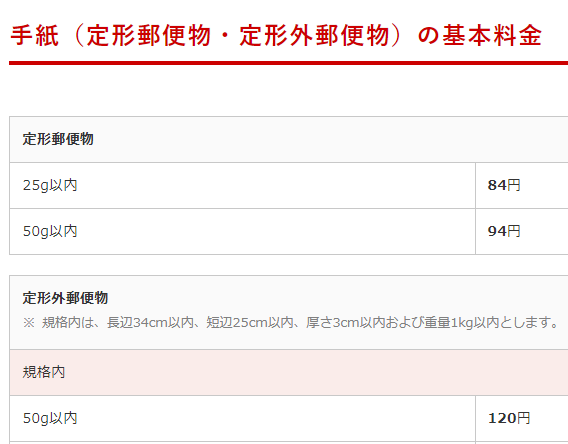 手紙（定形郵便物・定形外郵便物）の基本料金
定形郵便物
25g以内 84円
50g以内 94円
定形外郵便物
※ 規格内は、長辺34cm以内、短辺25cm以内、厚さ3cm以内および重量1kg以内とします。
規格内
50g以内 120円